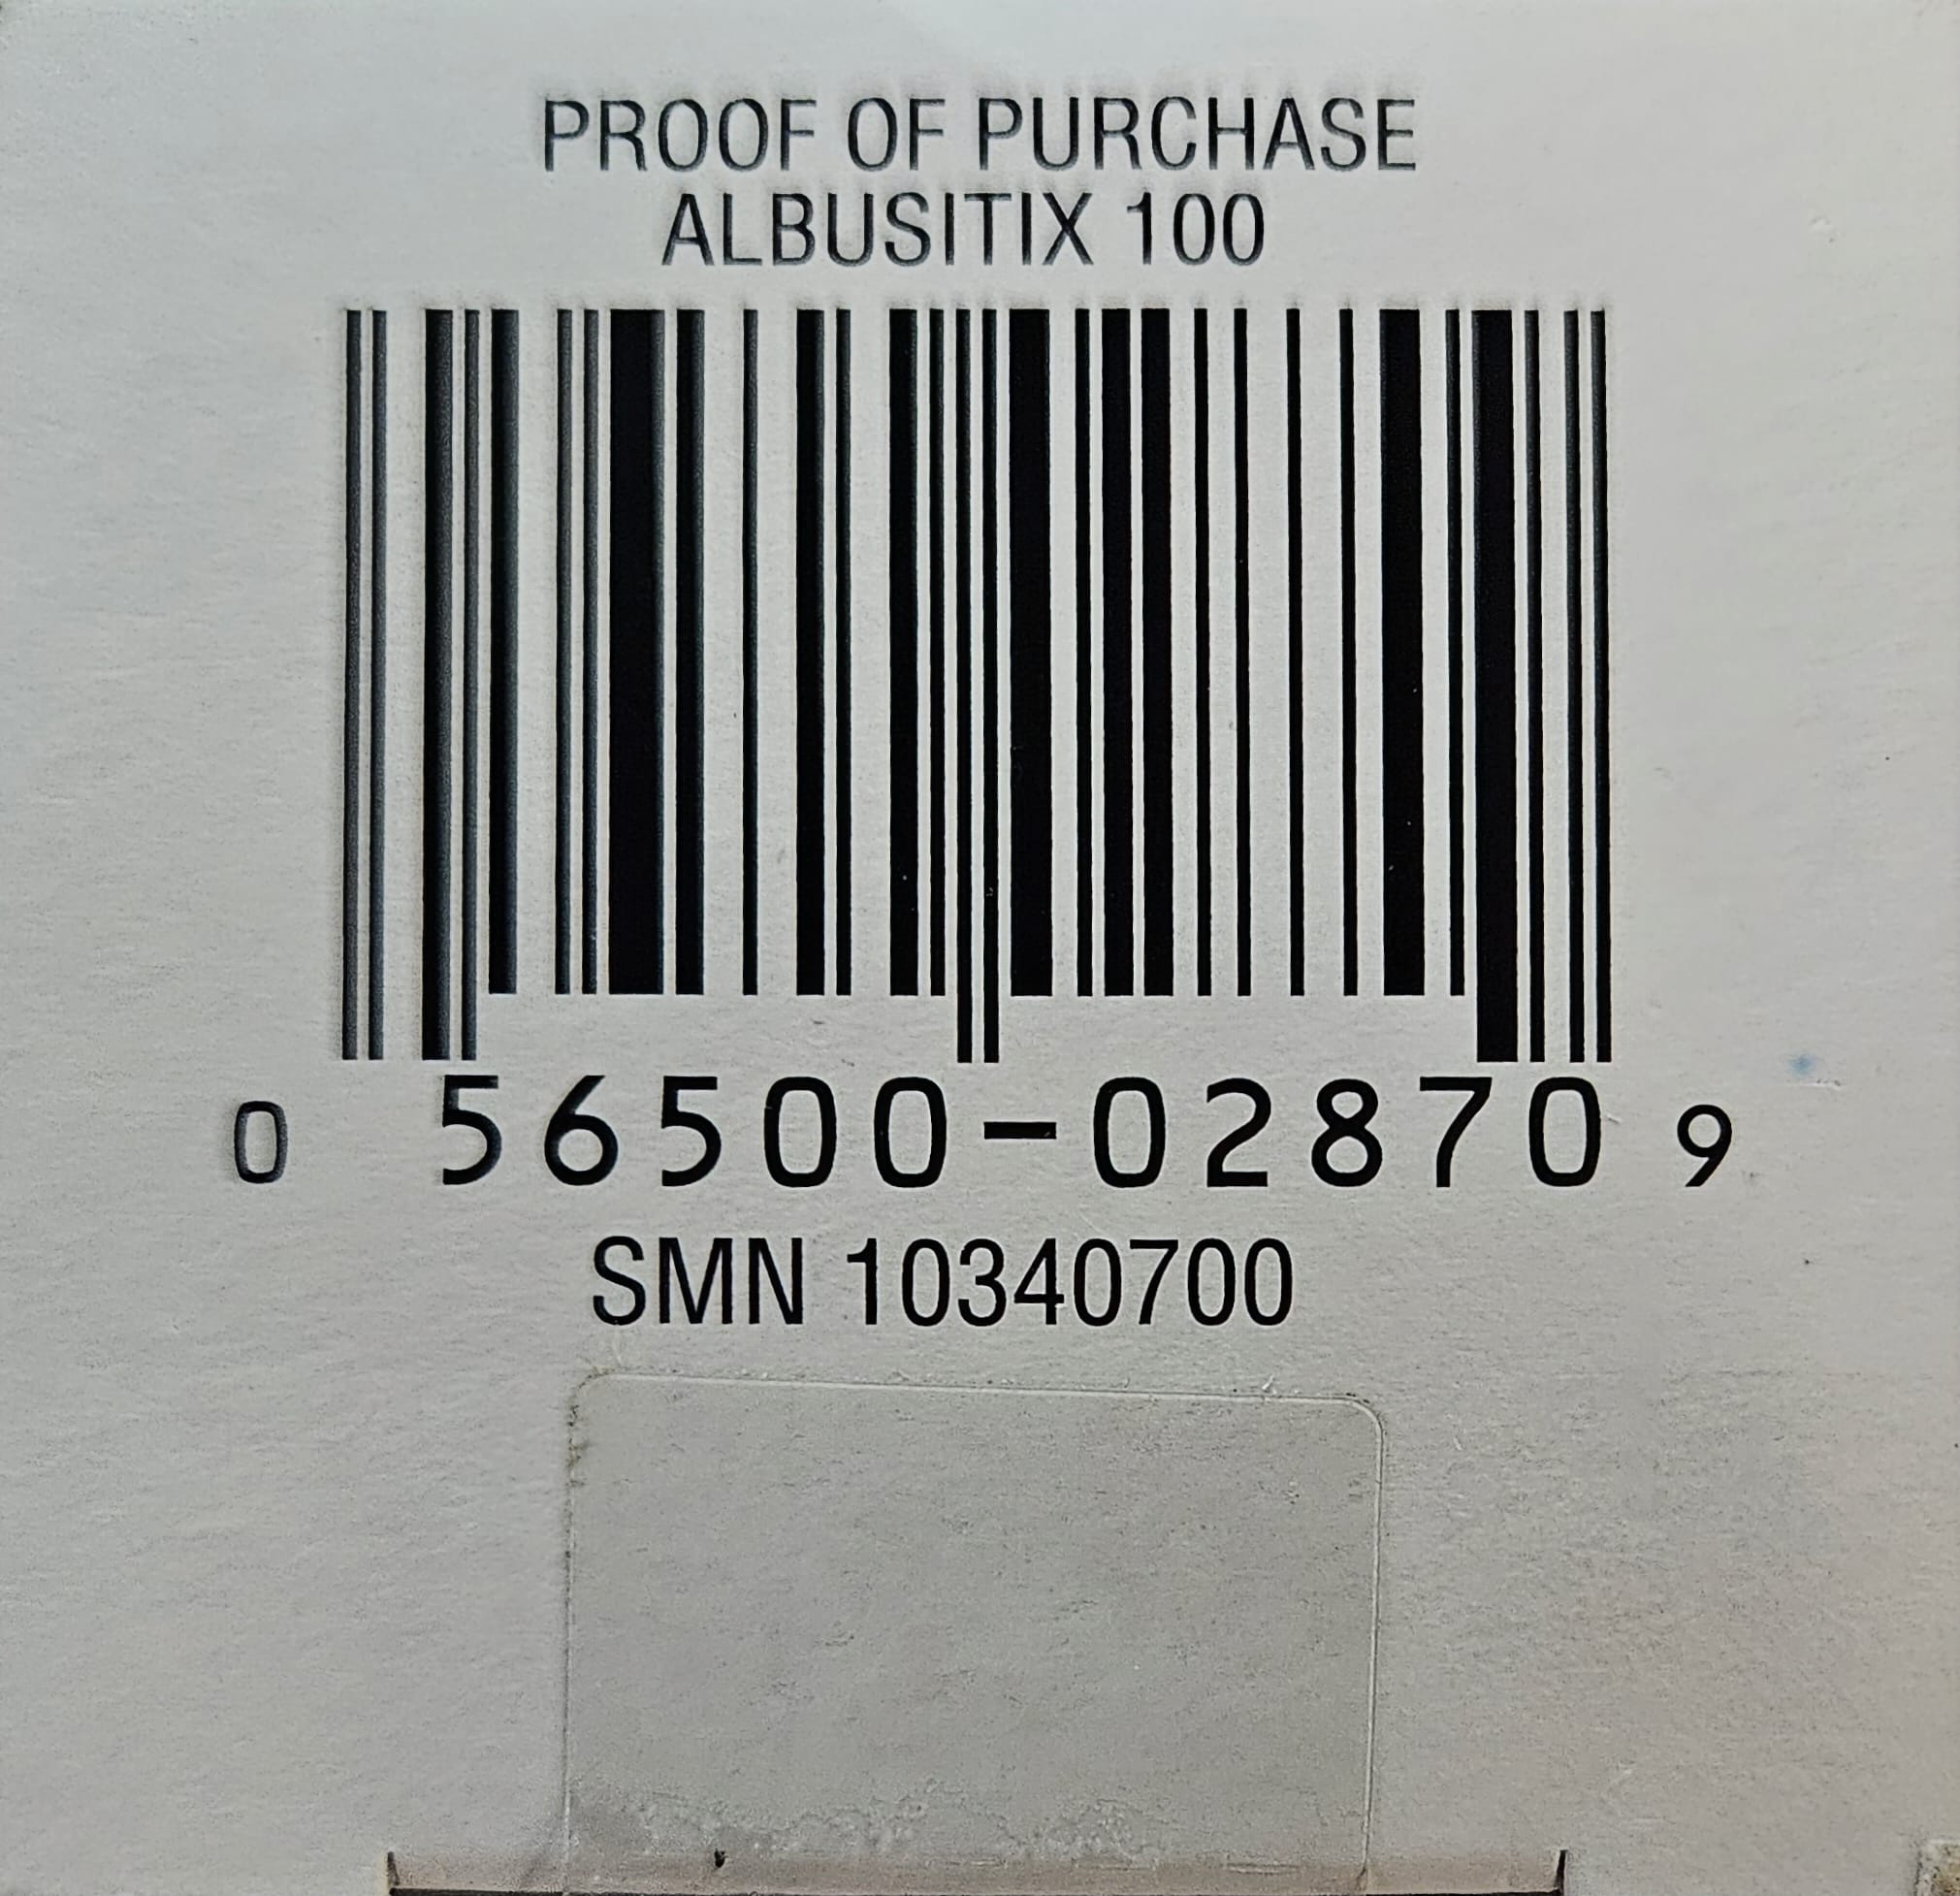 PROOF OF PURCHASE
ALBUSITIX 100
0 56500-02870 9
SMN 10340700